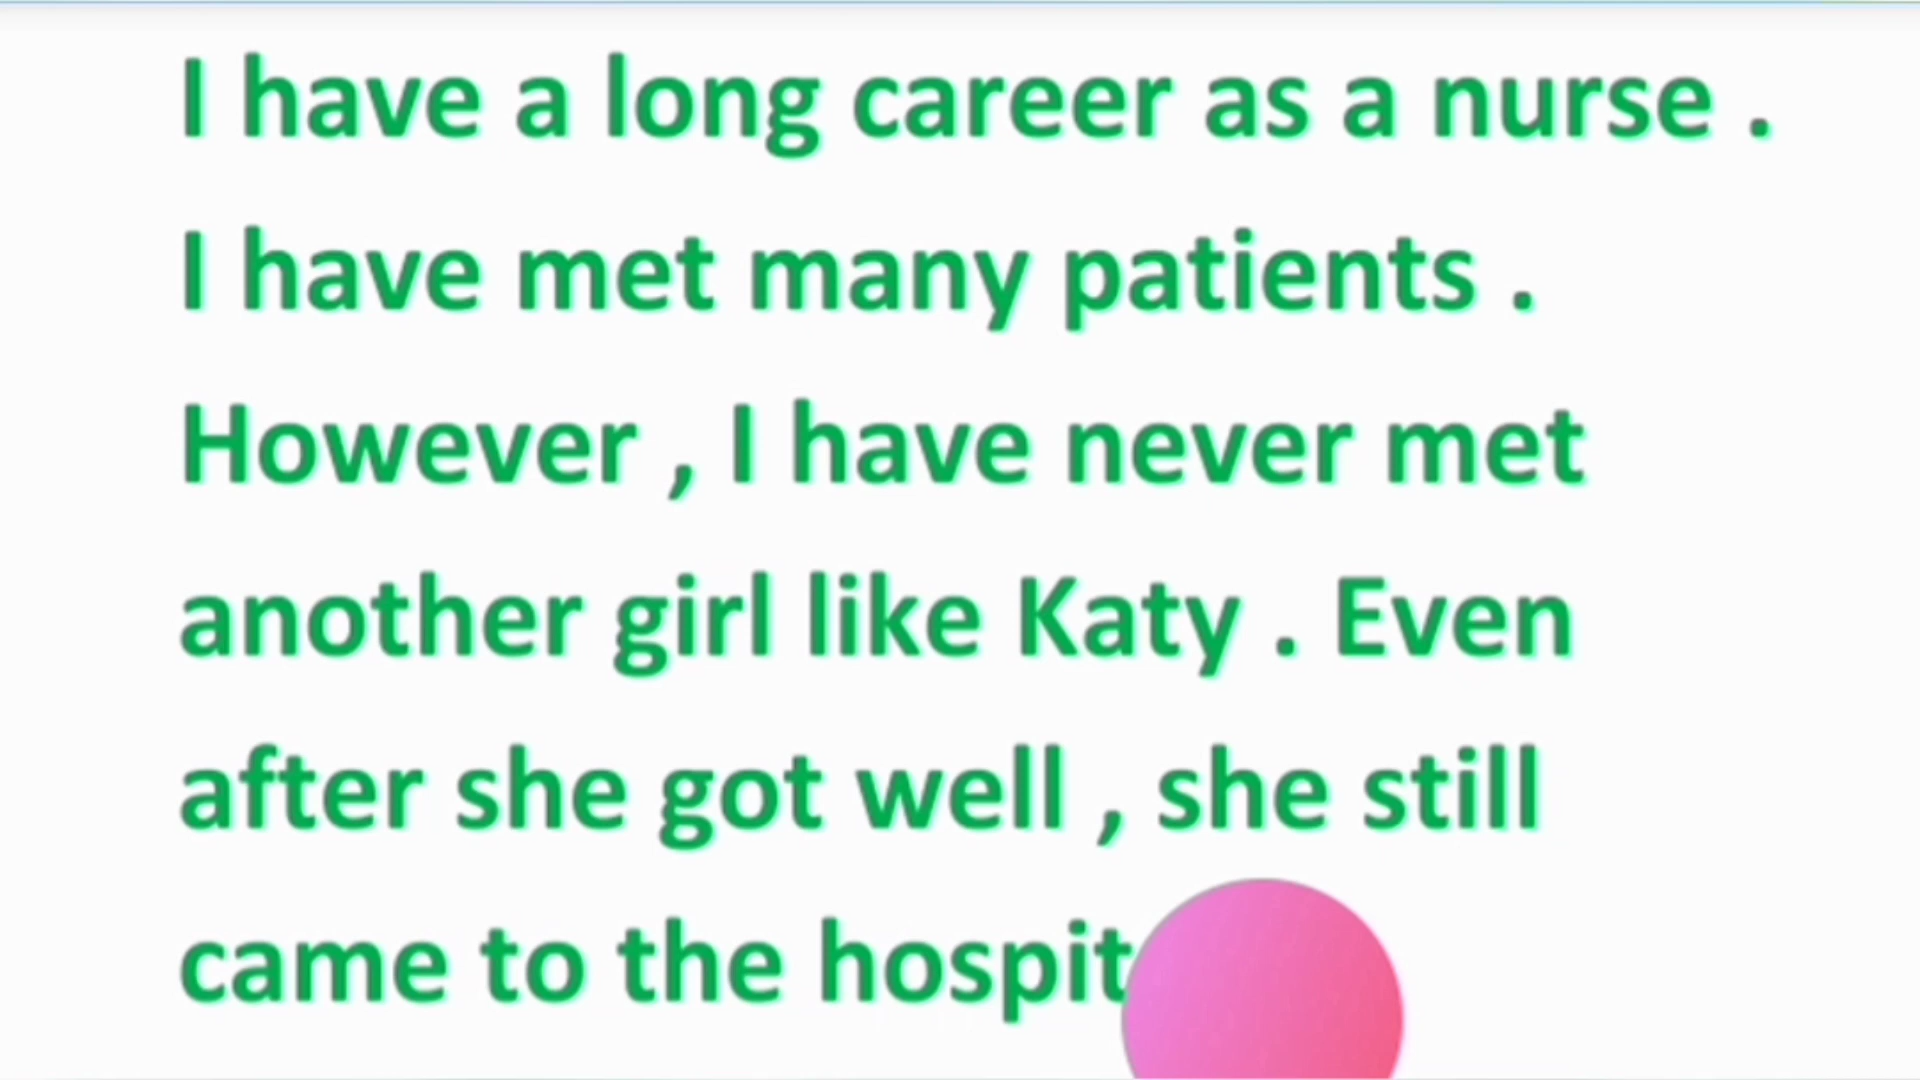 I have a long career as a nurse .
I have met many patients .
However , I have never met
another girl like Katy . Even
after she got well , she still
came to the hospit